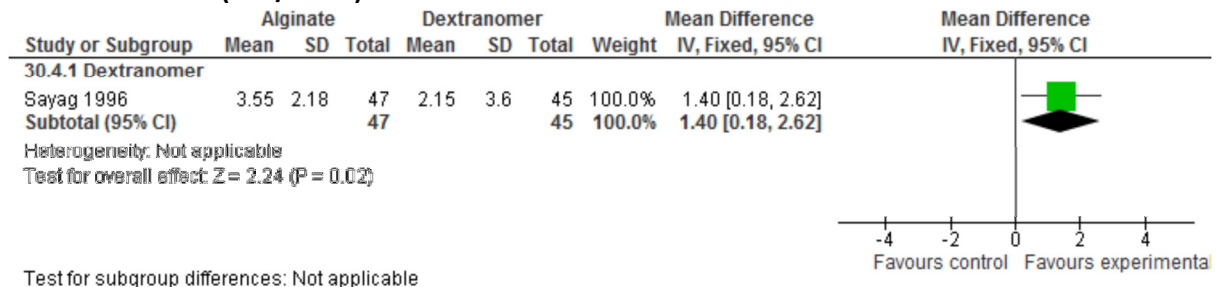 Alginate Dextranomer Mean Difference Mean Difference
Study or Subgroup Mean SD Total Mean SD Total Weight IV, Fixed, 95% CI IV, Fixed, 95% CI
30.4.1 Dextranomer
Sayag 1996 3.55 2.18 47 2.15 3.6 45 100.0% 1.40 [0.18, 2.62]
Subtotal (95% CI) 47 45 100.0% 1.40 [0.18, 2.62]
Heterogeneity: Not applicable
Test for overall effect: Z = 2.24 (P = 0.02)
-4 -2 0 2 4
Favours control Favours experimenta
Test for subgroup differences: Not applicable